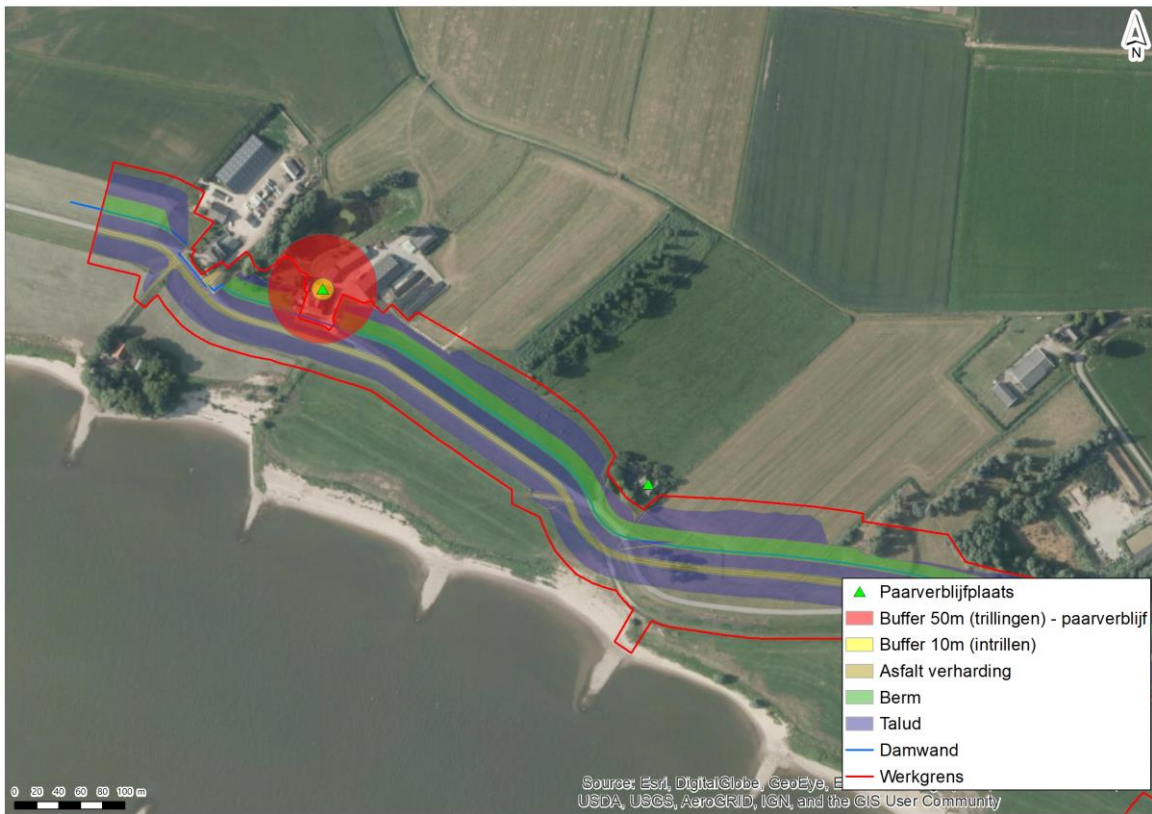 N
Paarverblijfplaats
Buffer 50m (trillingen) - paarverblijf
Buffer 10m (intrillen)
Asfalt verharding
Berm
Talud
Damwand
Werkgrens
0 20 40 60 80 100 m
Source: Esri, DigitalGlobe, GeoEye,
USDA, USGS, AeroGRID, IGN, and the GIS User Community